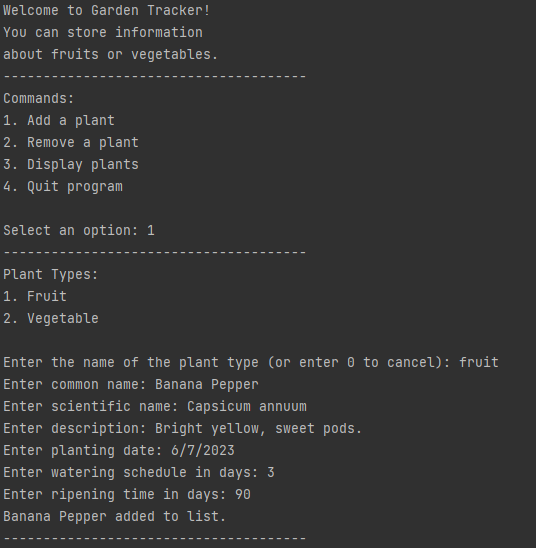 Welcome to Garden Tracker!
You can store information
about fruits or vegetables.
--------------------------------------
Commands:
1. Add a plant
2. Remove a plant
3. Display plants
4. Quit program
Select an option: 1
--------------------------------------
Plant Types:
1. Fruit
2. Vegetable
Enter the name of the plant type (or enter 0 to cancel): fruit
Enter common name: Banana Pepper
Enter scientific name: Capsicum annuum
Enter description: Bright yellow, sweet pods.
Enter planting date: 6/7/2023
Enter watering schedule in days: 3
Enter ripening time in days: 90
Banana Pepper added to list.
--------------------------------------